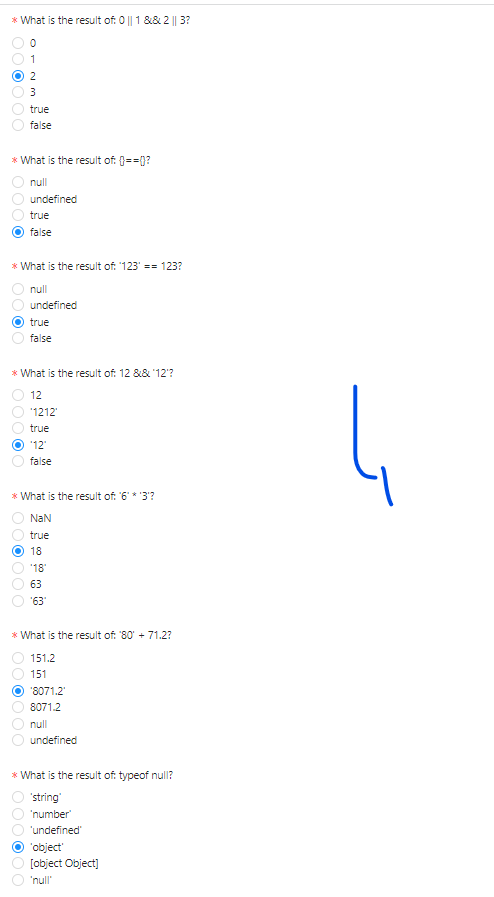 * What is the result of: 0 || 1 && 2 || 3?
0
1
2
3
true
false
* What is the result of: {}=={}?
null
undefined
true
false
* What is the result of: '123' == 123?
null
undefined
true
false
* What is the result of: 12 && '12'?
12
'1212'
true
'12'
false
* What is the result of: '6' * '3'?
NaN
true
18
'18'
63
'63'
* What is the result of: '80' + 71.2?
151.2
151
'8071.2'
8071.2
null
undefined
* What is the result of: typeof null?
'string'
'number'
'undefined'
'object'
[object Object]
'null'